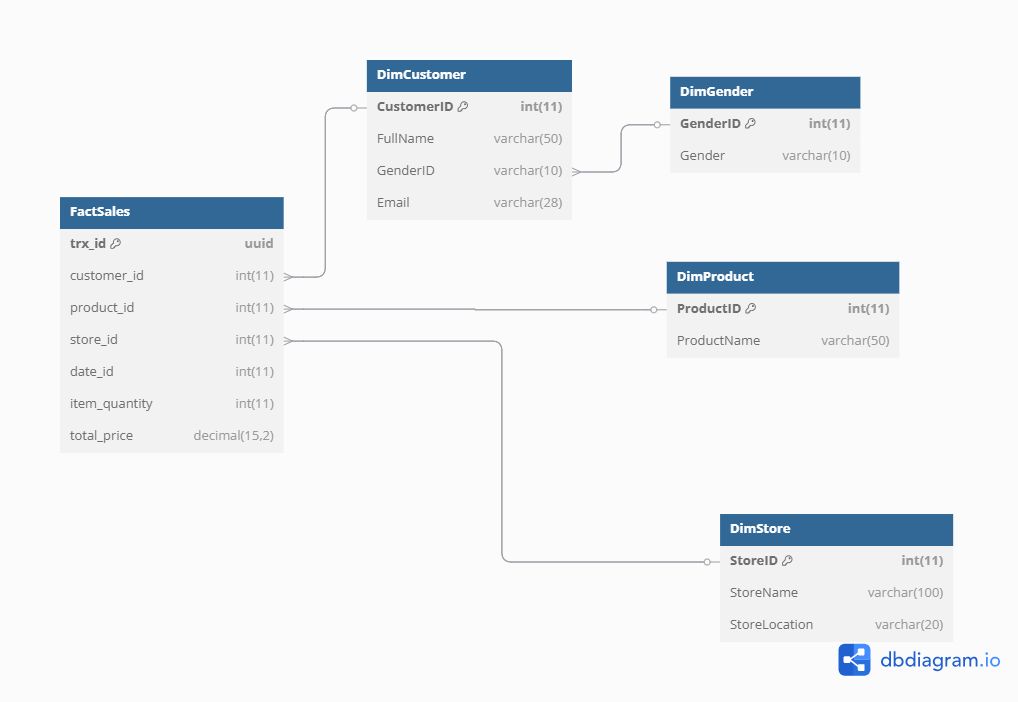 DimCustomer
CustomerID int(11)
FullName varchar(50)
GenderID varchar(10)
Email varchar(28)
DimGender
GenderID int(11)
Gender varchar(10)
FactSales
trx_id uuid
customer_id int(11)
product_id int(11)
store_id int(11)
date_id int(11)
item_quantity int(11)
total_price decimal(15,2)
DimProduct
ProductID int(11)
ProductName varchar(50)
DimStore
StoreID int(11)
StoreName varchar(100)
StoreLocation varchar(20)
dbdiagram.io